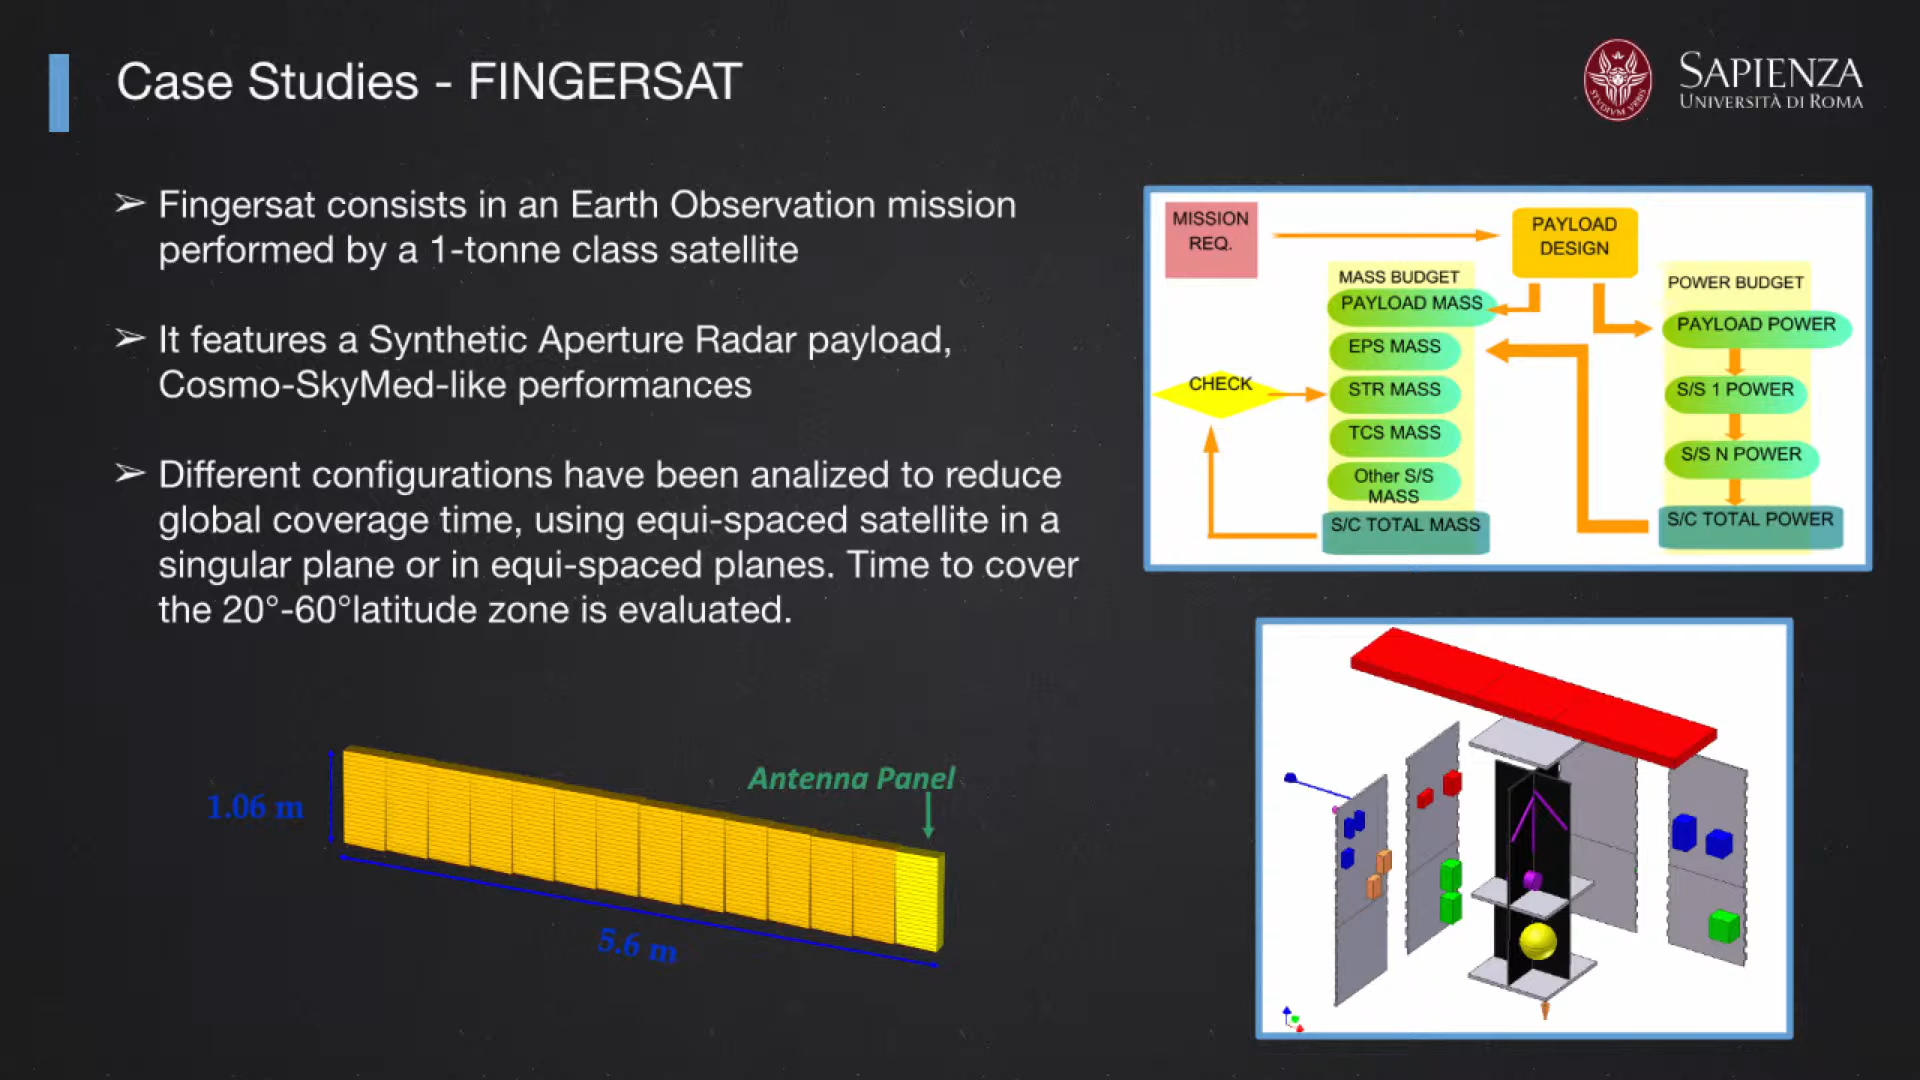 Case Studies - FINGERSAT
SAPIENZA
UNIVERSITÀ DI ROMA
STVDIVM VRBIS
➢ Fingersat consists in an Earth Observation mission
performed by a 1-tonne class satellite
➢ It features a Synthetic Aperture Radar payload,
Cosmo-SkyMed-like performances
➢ Different configurations have been analized to reduce
global coverage time, using equi-spaced satellite in a
singular plane or in equi-spaced planes. Time to cover
the 20°-60°latitude zone is evaluated.
MISSION
REQ.
PAYLOAD
DESIGN
MASS BUDGET
PAYLOAD MASS
EPS MASS
STR MASS
TCS MASS
Other S/S
MASS
S/C TOTAL MASS
CHECK
POWER BUDGET
PAYLOAD POWER
S/S 1 POWER
S/S N POWER
S/C TOTAL POWER
Antenna Panel
1.06 m
5.6 m